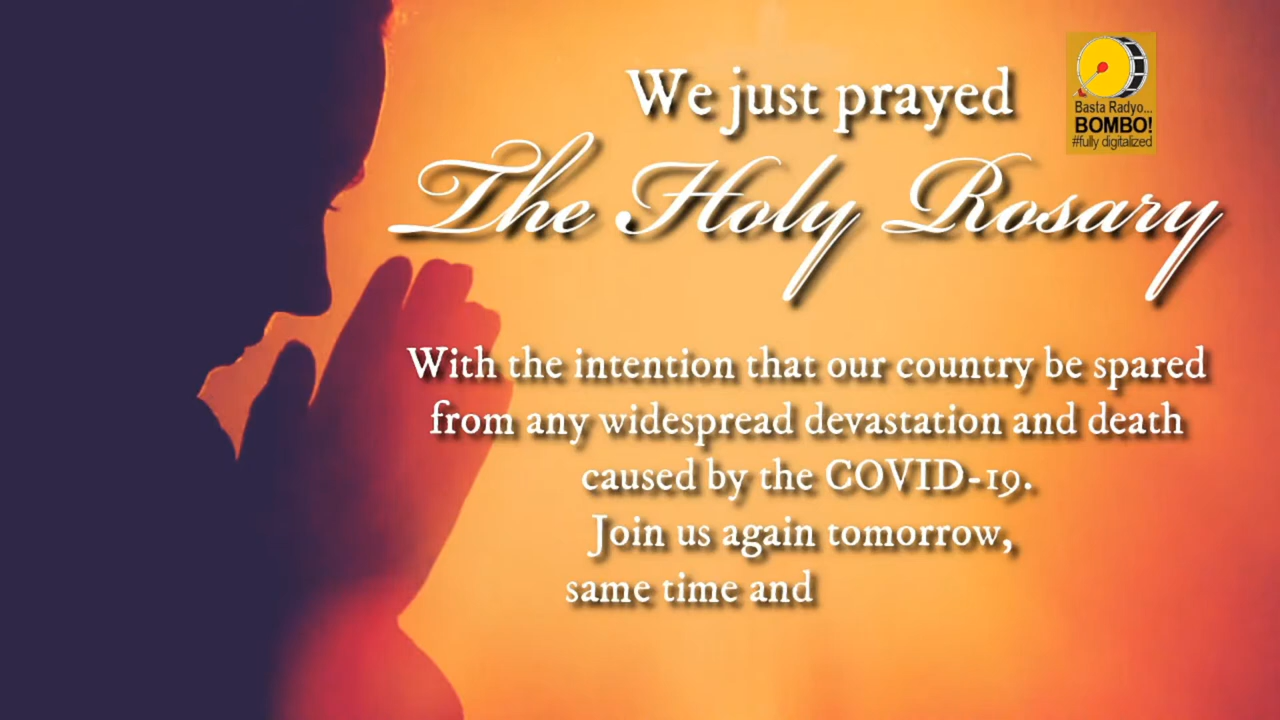 We just prayed
The Holy Rosary
Basta Radyo...
BOMBO!
#fully digitalized
With the intention that our country be spared
from any widespread devastation and death
caused by the COVID-19.
Join us again tomorrow,
same time and